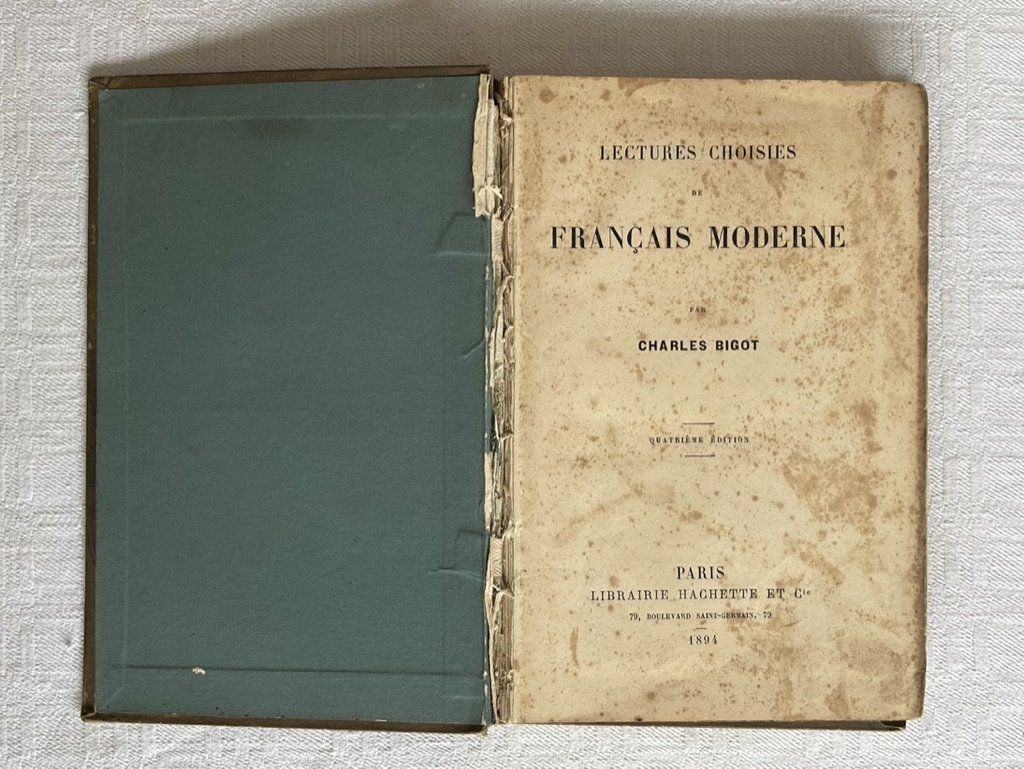 LECTURES CHOISIES
DE
FRANÇAIS MODERNE
PAR
CHARLES BIGOT
QUATRIÈME ÉDITION
PARIS
LIBRAIRIE HACHETTE ET Cie
79, BOULEVARD SAINT-GERMAIN, 79
1894